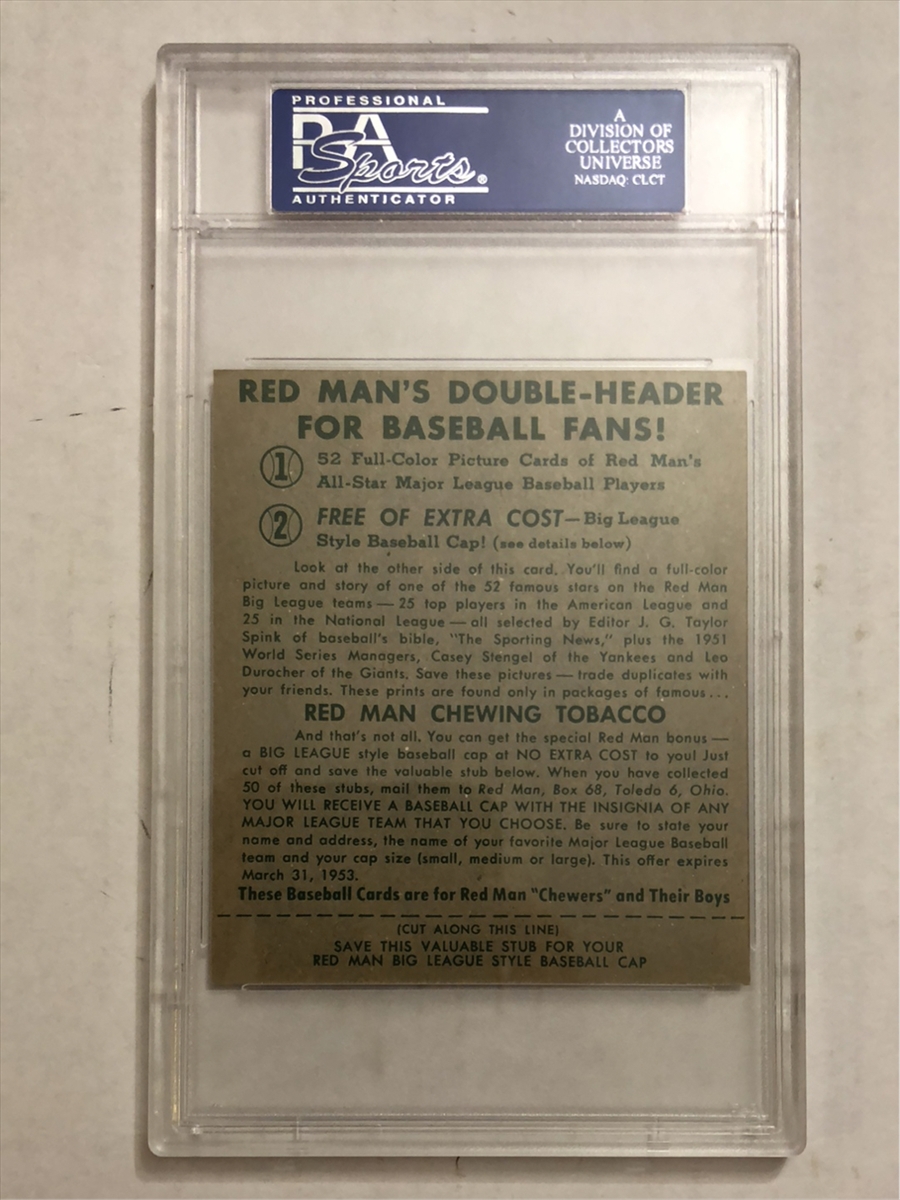 PROFESSIONAL
PSA
Sports®
AUTHENTICATOR
A
DIVISION OF
COLLECTORS
UNIVERSE
NASDAQ: CLCT
RED MAN'S DOUBLE-HEADER
FOR BASEBALL FANS!
1 52 Full-Color Picture Cards of Red Man's
All-Star Major League Baseball Players
2 FREE OF EXTRA COST—Big League
Style Baseball Cap! (see details below)
Look at the other side of this card. You'll find a full-color
picture and story of one of the 52 famous stars on the Red Man
Big League teams — 25 top players in the American League and
25 in the National League — all selected by Editor J. G. Taylor
Spink of baseball's bible, "The Sporting News," plus the 1951
World Series Managers, Casey Stengel of the Yankees and Leo
Durocher of the Giants. Save these pictures — trade duplicates with
your friends. These prints are found only in packages of famous...
RED MAN CHEWING TOBACCO
And that's not all. You can get the special Red Man bonus —
a BIG LEAGUE style baseball cap at NO EXTRA COST to you! Just
cut off and save the valuable stub below. When you have collected
50 of these stubs, mail them to Red Man, Box 68, Toledo 6, Ohio.
YOU WILL RECEIVE A BASEBALL CAP WITH THE INSIGNIA OF ANY
MAJOR LEAGUE TEAM THAT YOU CHOOSE. Be sure to state your
name and address, the name of your favorite Major League Baseball
team and your cap size (small, medium or large). This offer expires
March 31, 1953.
These Baseball Cards are for Red Man "Chewers" and Their Boys
(CUT ALONG THIS LINE)
SAVE THIS VALUABLE STUB FOR YOUR
RED MAN BIG LEAGUE STYLE BASEBALL CAP